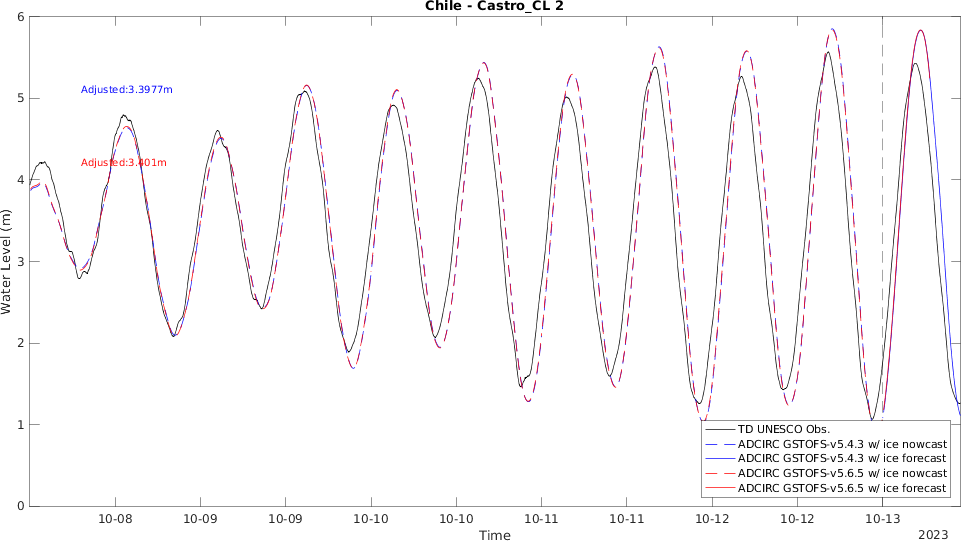 Chile - Castro_CL 2
6
5
4
3
2
1
0
Water Level (m)
Adjusted:3.3977m
Adjusted:3.401m
TD UNESCO Obs.
ADCIRC GSTOFS-v5.4.3 w/ ice nowcast
ADCIRC GSTOFS-v5.4.3 w/ ice forecast
ADCIRC GSTOFS-v5.6.5 w/ ice nowcast
ADCIRC GSTOFS-v5.6.5 w/ ice forecast
10-08 10-09 10-09 10-10 10-10 10-11 10-11 10-12 10-12 10-13
Time
2023